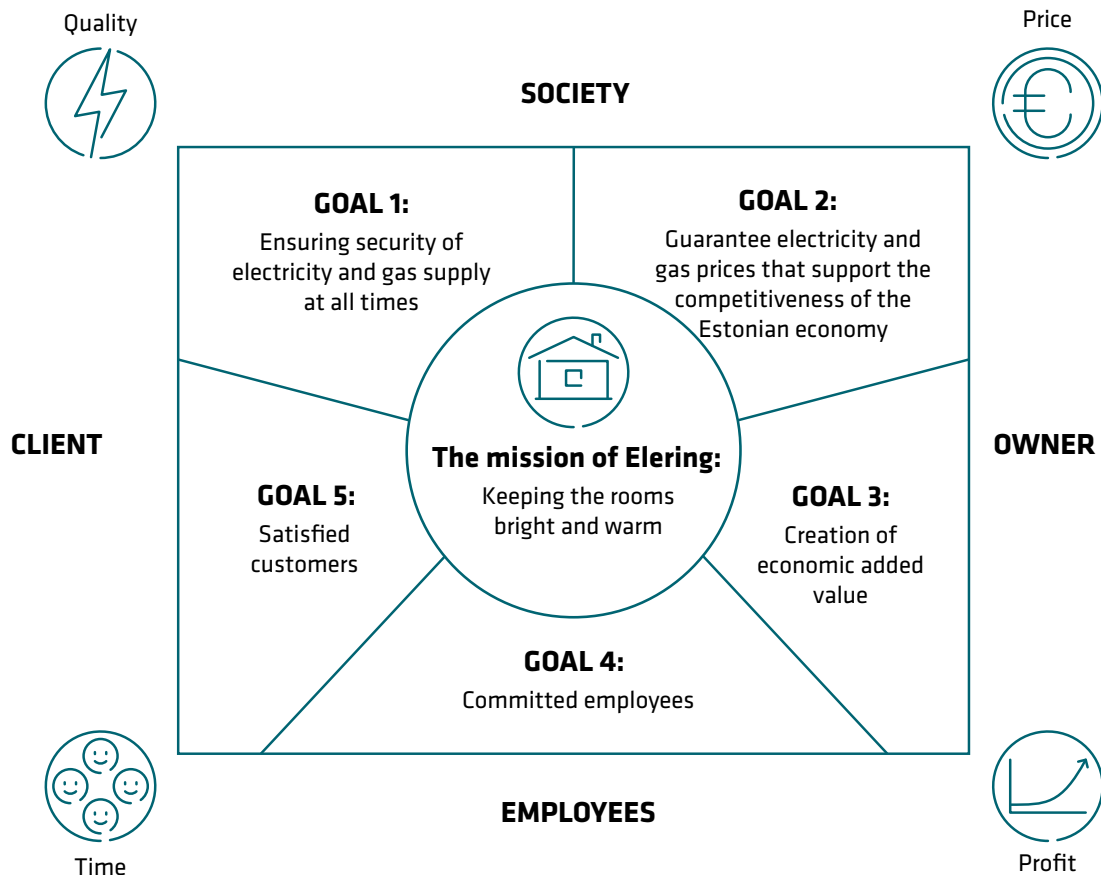 Quality
Price
SOCIETY
GOAL 1:
Ensuring security of
electricity and gas supply
at all times
GOAL 2:
Guarantee electricity and
gas prices that support the
competitiveness of the
Estonian economy
CLIENT
The mission of Elering:
Keeping the rooms
bright and warm
OWNER
GOAL 5:
Satisfied
customers
GOAL 3:
Creation of
economic added
value
GOAL 4:
Committed employees
EMPLOYEES
Time
Profit